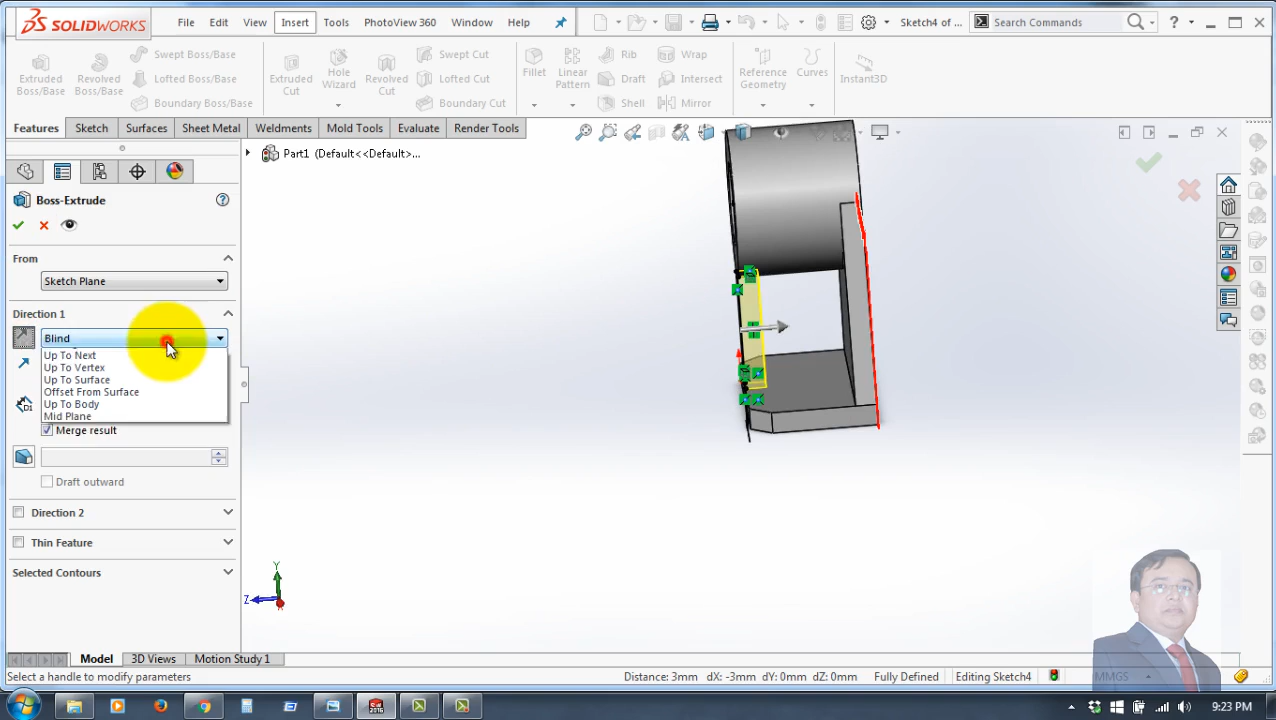 SOLIDWORKS File Edit View Insert Tools PhotoView 360 Window Help Sketch4 of ... Search Commands ?
Extruded Boss/Base
Revolved Boss/Base
Swept Boss/Base
Lofted Boss/Base
Boundary Boss/Base
Extruded Cut
Hole Wizard
Revolved Cut
Swept Cut
Lofted Cut
Boundary Cut
Fillet
Linear Pattern
Rib
Draft
Shell
Wrap
Intersect
Mirror
Reference Geometry
Curves
Instant3D
Features Sketch Surfaces Sheet Metal Weldments Mold Tools Evaluate Render Tools
Part1 (Default<<Default>...
Boss-Extrude
From
Sketch Plane
Direction 1
Blind
Up To Next
Up To Vertex
Up To Surface
Offset From Surface
Up To Body
Mid Plane
Merge result
Draft outward
Direction 2
Thin Feature
Selected Contours
Y
Z
Model 3D Views Motion Study 1
Select a handle to modify parameters Distance: 3mm dX: -3mm dY: 0mm dZ: 0mm Fully Defined Editing Sketch4 MMGS
9:23 PM